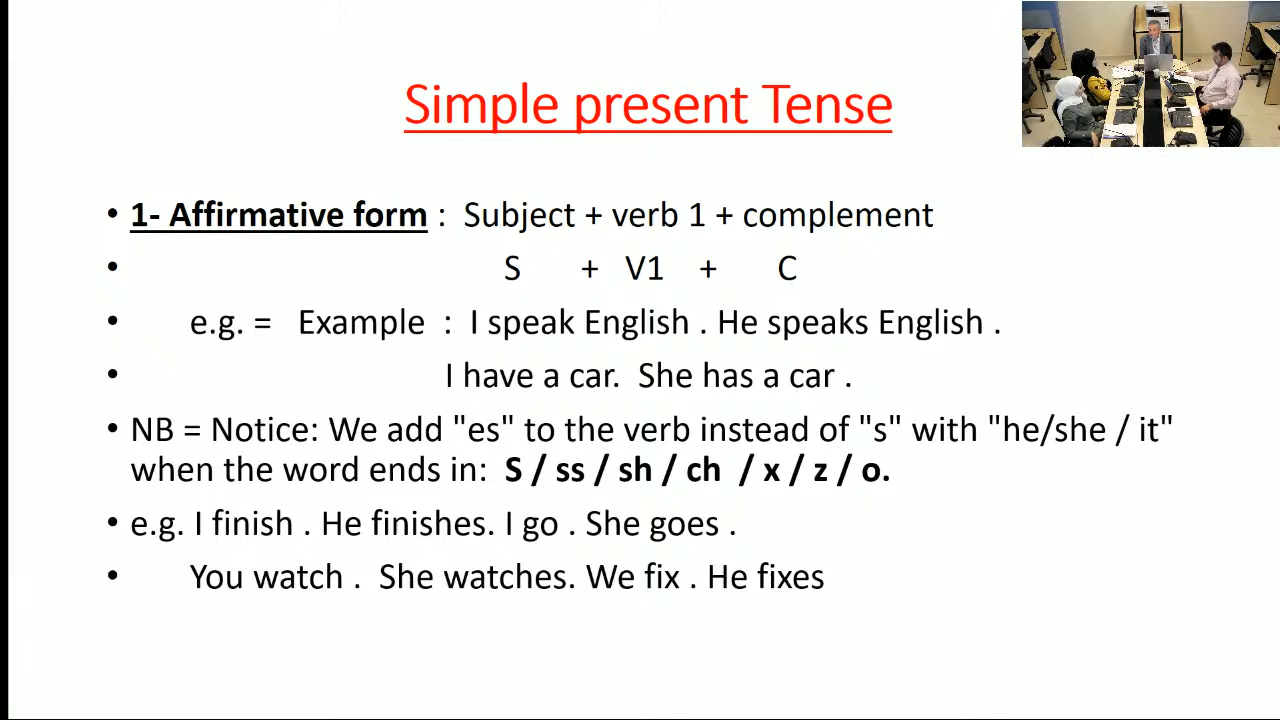 Simple present Tense
• 1- Affirmative form : Subject + verb 1 + complement
• S + V1 + C
• e.g. = Example : I speak English . He speaks English .
• I have a car. She has a car .
• NB = Notice: We add "es" to the verb instead of "s" with "he/she / it"
when the word ends in: S / ss / sh / ch / x / z / o.
• e.g. I finish . He finishes. I go . She goes .
• You watch . She watches. We fix . He fixes